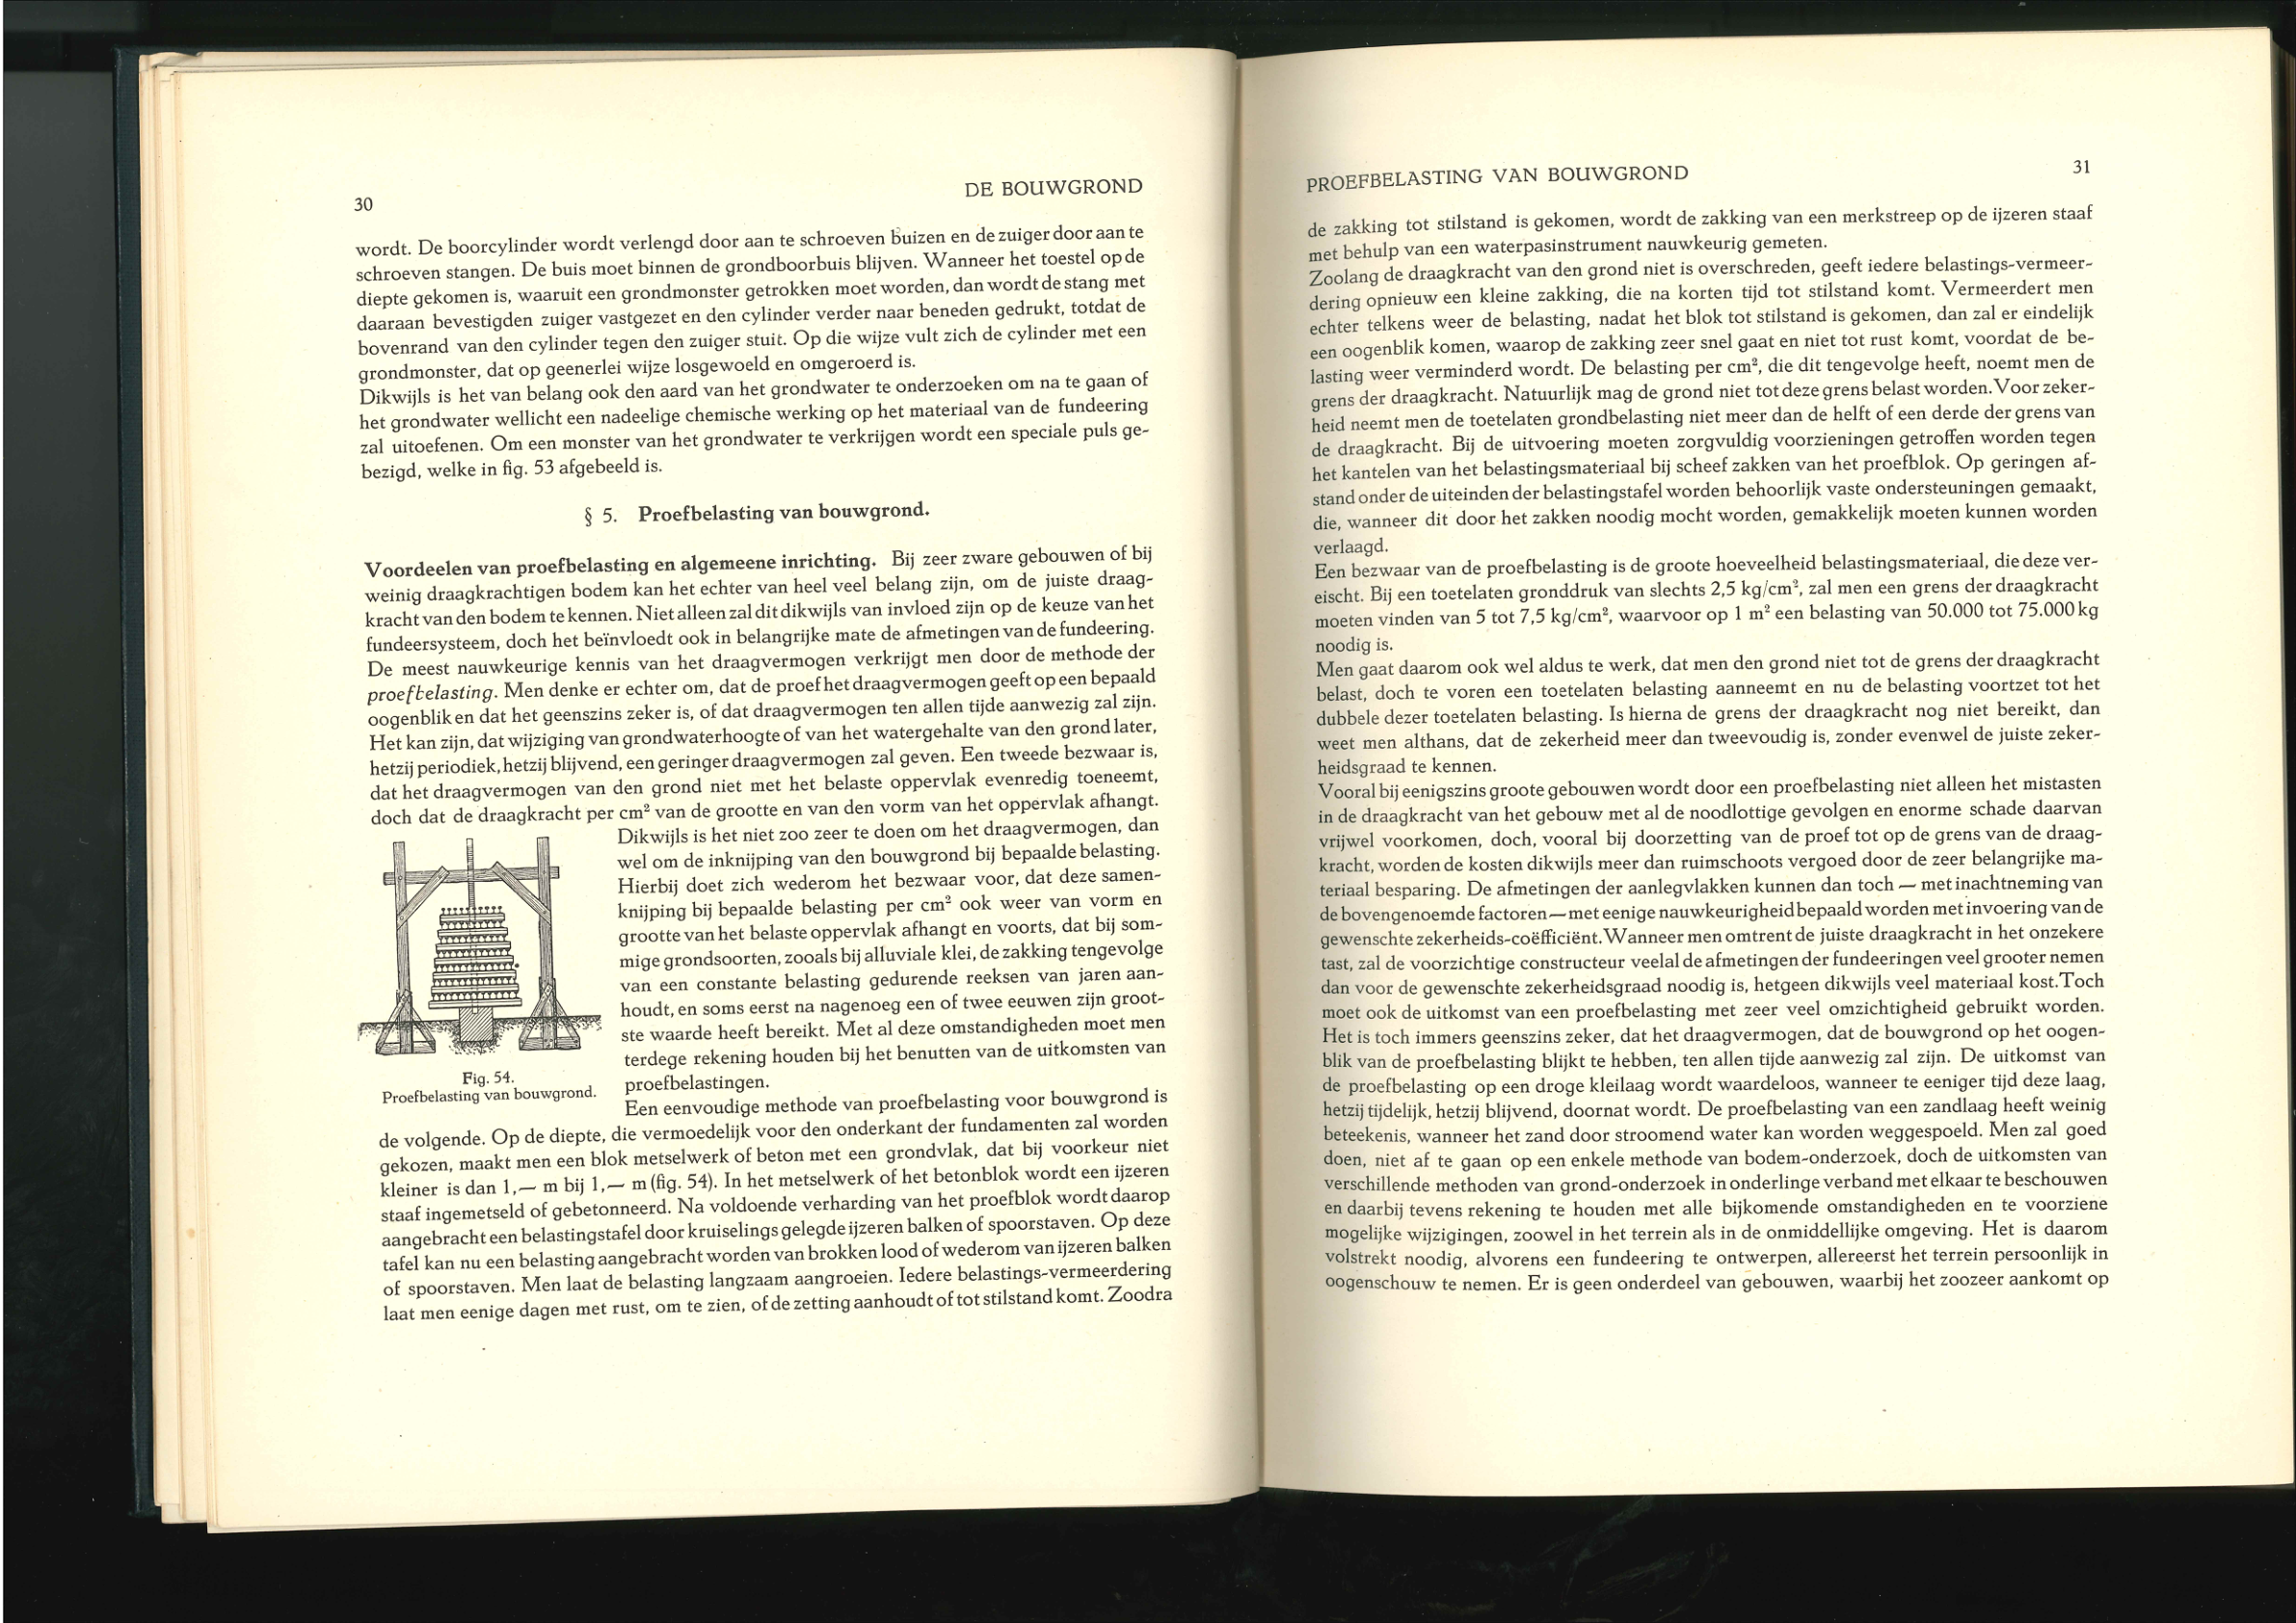 30
DE BOUWGROND
wordt. De boorcylinder wordt verlengd door aan te schroeven buizen en de zuiger door aan te
schroeven stangen. De buis moet binnen de grondboorbuis blijven. Wanneer het toestel op de
diepte gekomen is, waaruit een grondmonster getrokken moet worden, dan wordt de stang met
daaraan bevestigden zuiger vastgezet en den cylinder verder naar beneden gedrukt, totdat de
bovenrand van den cylinder tegen den zuiger stuit. Op die wijze vult zich de cylinder met een
grondmonster, dat op geenerlei wijze losgewoeld en omgeroerd is.
Dikwijls is het van belang ook den aard van het grondwater te onderzoeken om na te gaan of
het grondwater wellicht een nadeelige chemische werking op het materiaal van de fundeering
zal uitoefenen. Om een monster van het grondwater te verkrijgen wordt een speciale puls ge-
bezigd, welke in fig. 53 afgebeeld is.
§ 5. Proefbelasting van bouwgrond.
Voordeelen van proefbelasting en algemeene inrichting. Bij zeer zware gebouwen of bij
weinig draagkrachtigen bodem kan het echter van heel veel belang zijn, om de juiste draag-
kracht van den bodem te kennen. Niet alleen zal dit dikwijls van invloed zijn op de keuze van het
fundeersysteem, doch het beïnvloedt ook in belangrijke mate de afmetingen van de fundeering.
De meest nauwkeurige kennis van het draagvermogen verkrijgt men door de methode der
proefbelasting. Men denke er echter om, dat de proef het draagvermogen geeft op een bepaald
oogenblik en dat het geenszins zeker is, of dat draagvermogen ten allen tijde aanwezig zal zijn.
Het kan zijn, dat wijziging van grondwaterhoogte of van het watergehalte van den grond later,
hetzij periodiek, hetzij blijvend, een geringer draagvermogen zal geven. Een tweede bezwaar is,
dat het draagvermogen van den grond niet met het belaste oppervlak evenredig toeneemt,
doch dat de draagkracht per cm² van de grootte en van den vorm van het oppervlak afhangt.
Dikwijls is het niet zoo zeer te doen om het draagvermogen, dan
wel om de inknijping van den bouwgrond bij bepaalde belasting.
Hierbij doet zich wederom het bezwaar voor, dat deze samen-
knijping bij bepaalde belasting per cm² ook weer van vorm en
grootte van het belaste oppervlak afhangt en voorts, dat bij som-
mige grondsoorten, zooals bij alluviale klei, de zakking tengevolge
van een constante belasting gedurende reeksen van jaren aan-
houdt, en soms eerst na nagenoeg een of twee eeuwen zijn groot-
ste waarde heeft bereikt. Met al deze omstandigheden moet men
terdege rekening houden bij het benutten van de uitkomsten van
proefbelastingen.
Fig. 54.
Proefbelasting van bouwgrond.
Een eenvoudige methode van proefbelasting voor bouwgrond is
de volgende. Op de diepte, die vermoedelijk voor den onderkant der fundamenten zal worden
gekozen, maakt men een blok metselwerk of beton met een grondvlak, dat bij voorkeur niet
kleiner is dan 1,— m bij 1,— m (fig. 54). In het metselwerk of het betonblok wordt een ijzeren
staaf ingemetseld of gebetonneerd. Na voldoende verharding van het proefblok wordt daarop
aangebracht een belastingstafel door kruiselings gelegde ijzeren balken of spoorstaven. Op deze
tafel kan nu een belasting aangebracht worden van brokken lood of wederom van ijzeren balken
of spoorstaven. Men laat de belasting langzaam aangroeien. Iedere belastings-vermeerdering
laat men eenige dagen met rust, om te zien, of de zetting aanhoudt of tot stilstand komt. Zoodra
PROEFBELASTING VAN BOUWGROND
31
de zakking tot stilstand is gekomen, wordt de zakking van een merkstreep op de ijzeren staaf
met behulp van een waterpasinstrument nauwkeurig gemeten.
Zoolang de draagkracht van den grond niet is overschreden, geeft iedere belastings-vermeer-
dering opnieuw een kleine zakking, die na korten tijd tot stilstand komt. Vermeerdert men
echter telkens weer de belasting, nadat het blok tot stilstand is gekomen, dan zal er eindelijk
een oogenblik komen, waarop de zakking zeer snel gaat en niet tot rust komt, voordat de be-
lasting weer verminderd wordt. De belasting per cm², die dit tengevolge heeft, noemt men de
grens der draagkracht. Natuurlijk mag de grond niet tot deze grens belast worden. Voor zeker-
heid neemt men de toetelaten grondbelasting niet meer dan de helft of een derde der grens van
de draagkracht. Bij de uitvoering moeten zorgvuldig voorzieningen getroffen worden tegen
het kantelen van het belastingsmateriaal bij scheef zakken van het proefblok. Op geringen af-
stand onder de uiteinden der belastingstafel worden behoorlijk vaste ondersteuningen gemaakt,
die, wanneer dit door het zakken noodig mocht worden, gemakkelijk moeten kunnen worden
verlaagd.
Een bezwaar van de proefbelasting is de groote hoeveelheid belastingsmateriaal, die deze ver-
eischt. Bij een toetelaten gronddruk van slechts 2,5 kg/cm², zal men een grens der draagkracht
moeten vinden van 5 tot 7,5 kg/cm², waarvoor op 1 m² een belasting van 50.000 tot 75.000 kg
noodig is.
Men gaat daarom ook wel aldus te werk, dat men den grond niet tot de grens der draagkracht
belast, doch te voren een toetelaten belasting aanneemt en nu de belasting voortzet tot het
dubbele dezer toetelaten belasting. Is hierna de grens der draagkracht nog niet bereikt, dan
weet men althans, dat de zekerheid meer dan tweevoudig is, zonder evenwel de juiste zeker-
heidsgraad te kennen.
Vooral bij eenigszins groote gebouwen wordt door een proefbelasting niet alleen het mistasten
in de draagkracht van het gebouw met al de noodlottige gevolgen en enorme schade daarvan
vrijwel voorkomen, doch, vooral bij doorzetting van de proef tot op de grens van de draag-
kracht, worden de kosten dikwijls meer dan ruimschoots vergoed door de zeer belangrijke ma-
teriaal besparing. De afmetingen der aanlegvlakken kunnen dan toch — met inachtneming van
de bovengenoemde factoren — met eenige nauwkeurigheid bepaald worden met invoering van de
gewenschte zekerheids-coëfficiënt. Wanneer men omtrent de juiste draagkracht in het onzekere
tast, zal de voorzichtige constructeur veelal de afmetingen der fundeeringen veel grooter nemen
dan voor de gewenschte zekerheidsgraad noodig is, hetgeen dikwijls veel materiaal kost. Toch
moet ook de uitkomst van een proefbelasting met zeer veel omzichtigheid gebruikt worden.
Het is toch immers geenszins zeker, dat het draagvermogen, dat de bouwgrond op het oogen-
blik van de proefbelasting blijkt te hebben, ten allen tijde aanwezig zal zijn. De uitkomst van
de proefbelasting op een droge kleilaag wordt waardeloos, wanneer te eeniger tijd deze laag,
hetzij tijdelijk, hetzij blijvend, doornat wordt. De proefbelasting van een zandlaag heeft weinig
beteekenis, wanneer het zand door stroomend water kan worden weggespoeld. Men zal goed
doen, niet af te gaan op een enkele methode van bodem-onderzoek, doch de uitkomsten van
verschillende methoden van grond-onderzoek in onderlinge verband met elkaar te beschouwen
en daarbij tevens rekening te houden met alle bijkomende omstandigheden en te voorziene
mogelijke wijzigingen, zoowel in het terrein als in de onmiddellijke omgeving. Het is daarom
volstrekt noodig, alvorens een fundeering te ontwerpen, allereerst het terrein persoonlijk in
oogenschouw te nemen. Er is geen onderdeel van gebouwen, waarbij het zoozeer aankomt op